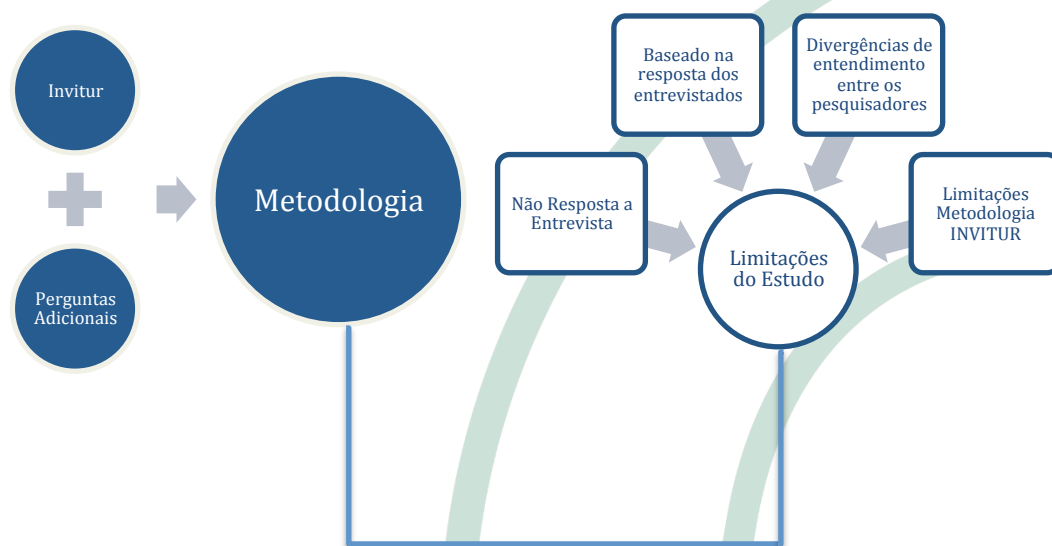 Invitur
Perguntas
Adicionais
Metodologia
Não Resposta a
Entrevista
Baseado na
resposta dos
entrevistados
Divergências de
entendimento
entre os
pesquisadores
Limitações
Metodologia
INVITUR
Limitações
do Estudo